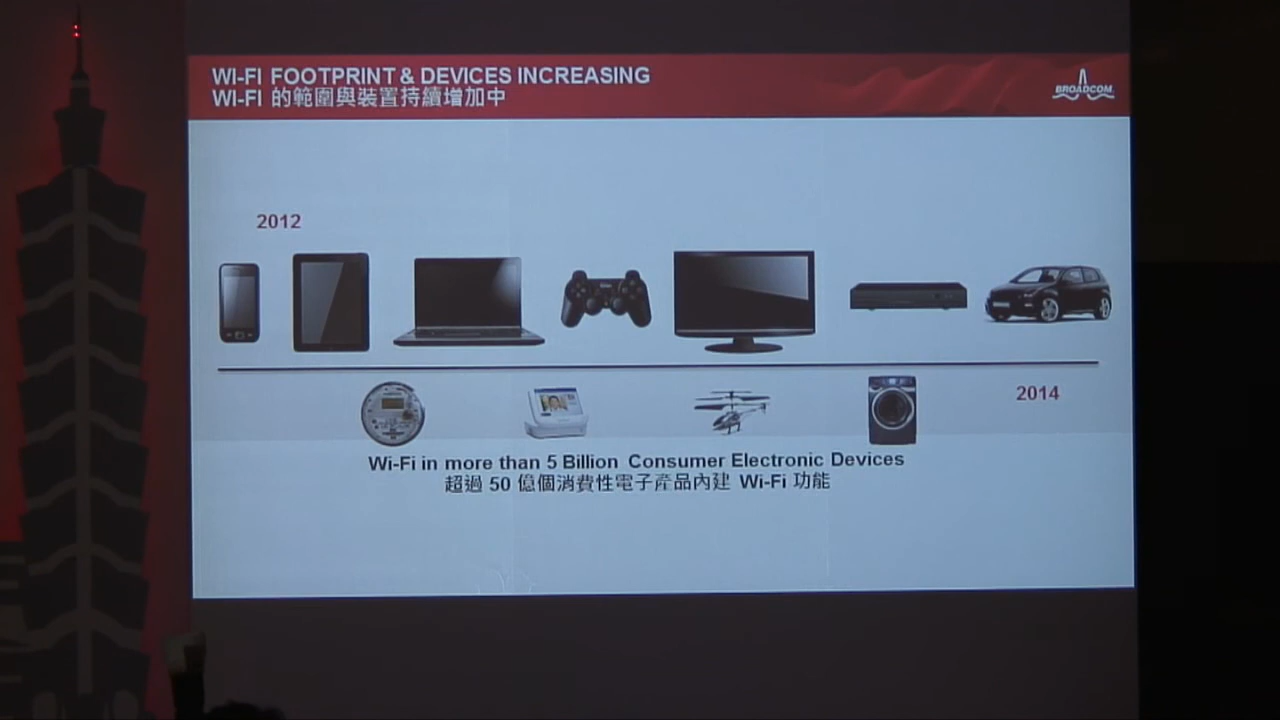 WI-FI FOOTPRINT & DEVICES INCREASING
WI-FI 的範圍與裝置持續增加中
BROADCOM
2012
2014
Wi-Fi in more than 5 Billion Consumer Electronic Devices
超過 50 億個消費性電子產品內建 Wi-Fi 功能